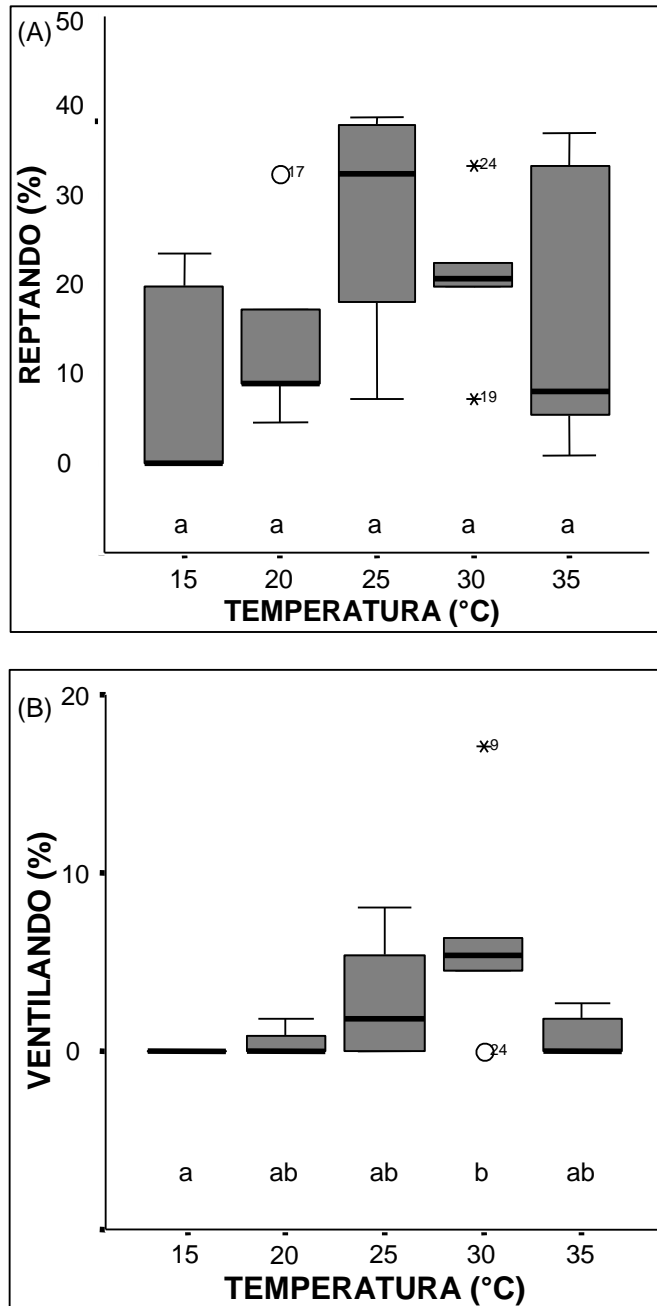 (A)
REPTANDO (%)
50
40
30
20
10
0
17
24
19
a a a a a
15 20 25 30 35
TEMPERATURA (°C)
(B)
VENTILANDO (%)
20
10
0
9
24
a ab ab b ab
15 20 25 30 35
TEMPERATURA (°C)